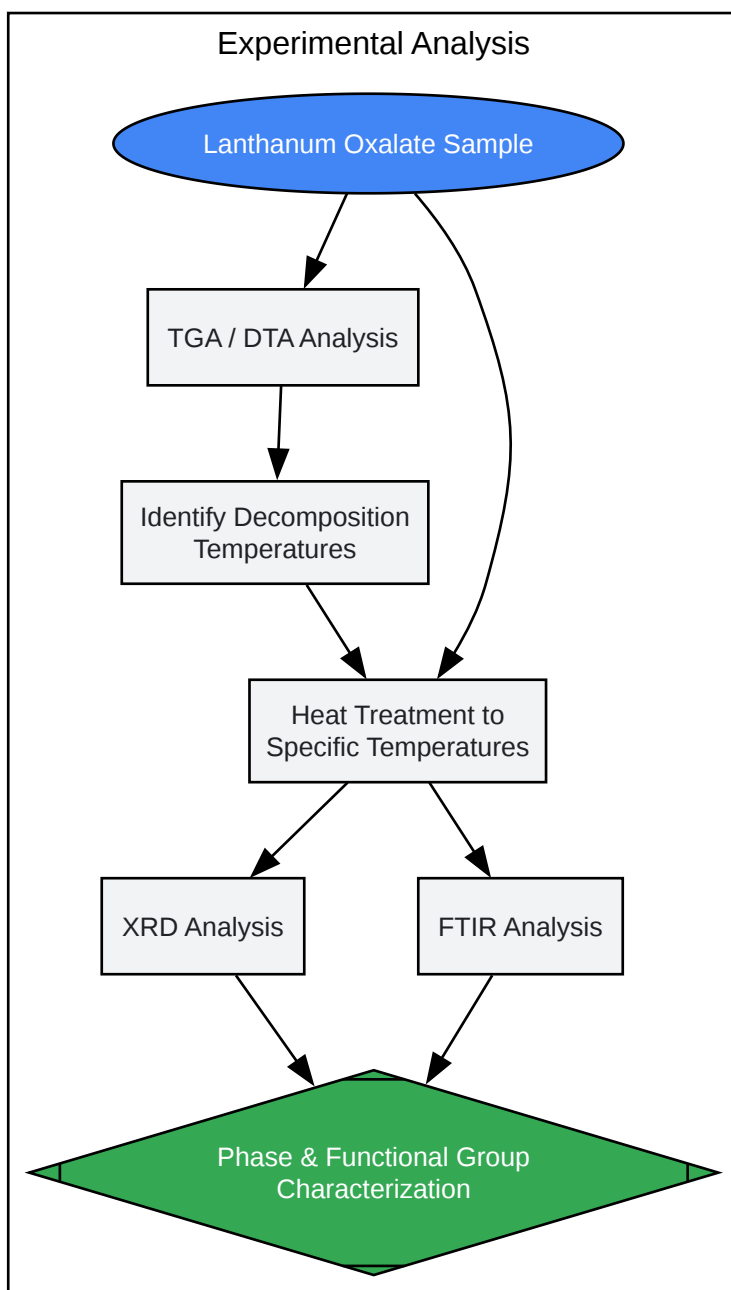 Experimental Analysis
Lanthanum Oxalate Sample
TGA / DTA Analysis
Identify Decomposition
Temperatures
Heat Treatment to
Specific Temperatures
XRD Analysis
FTIR Analysis
Phase & Functional Group
Characterization